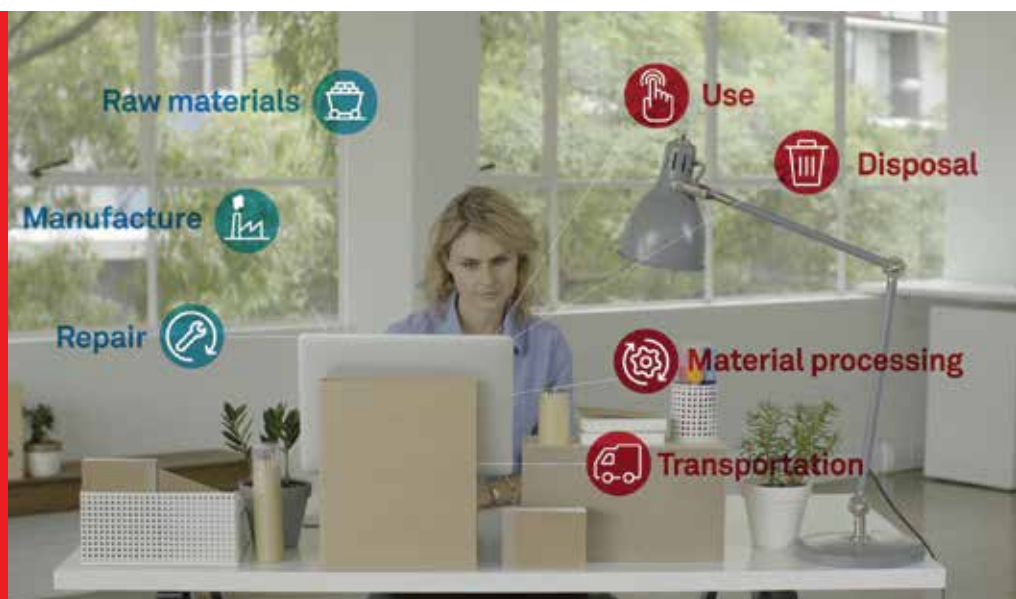 Raw materials
Use
Disposal
Manufacture
Repair
Material processing
Transportation